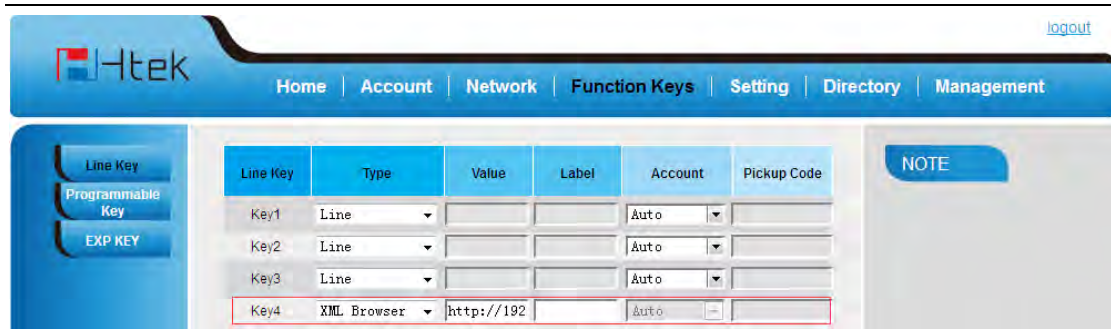 logout
Htek
Home | Account | Network | Function Keys | Setting | Directory | Management
Line Key
Programmable
Key
EXP KEY
Line Key Type Value Label Account Pickup Code
Key1 Line Auto
Key2 Line Auto
Key3 Line Auto
Key4 XML Browser http://192 Auto
NOTE